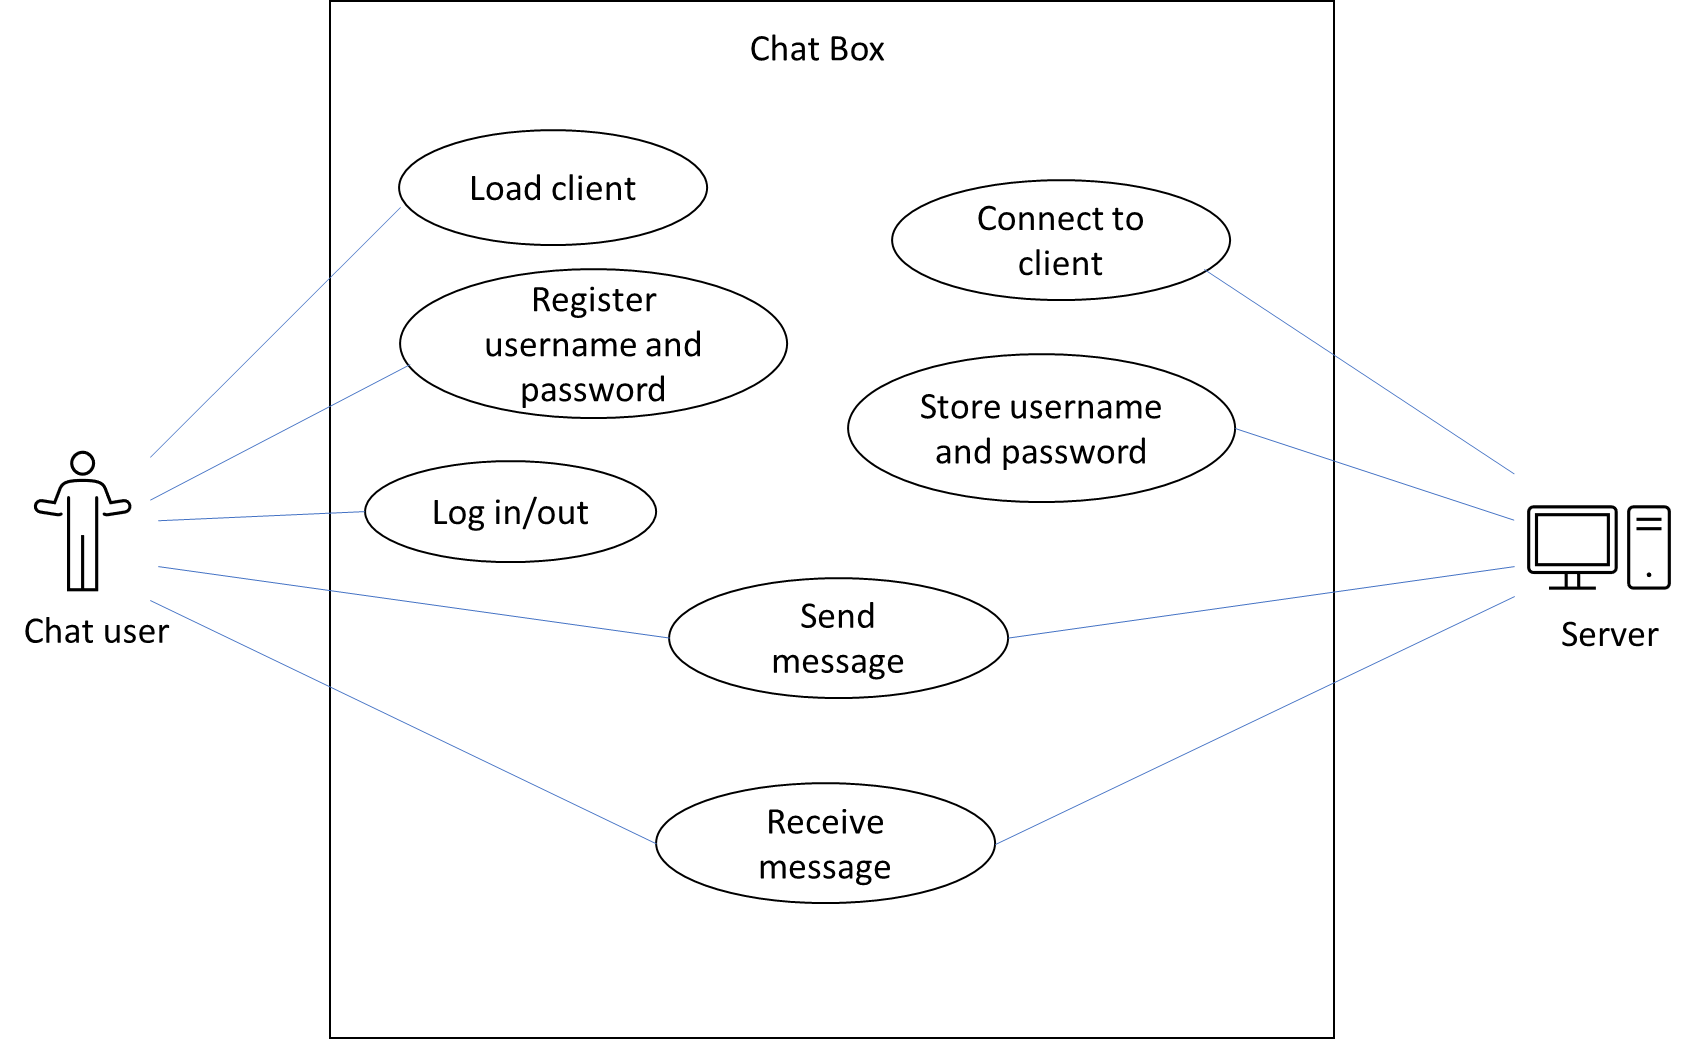 Chat Box
Load client
Connect to
client
Register
username and
password
Store username
and password
Log in/out
Send
message
Chat user
Server
Receive
message